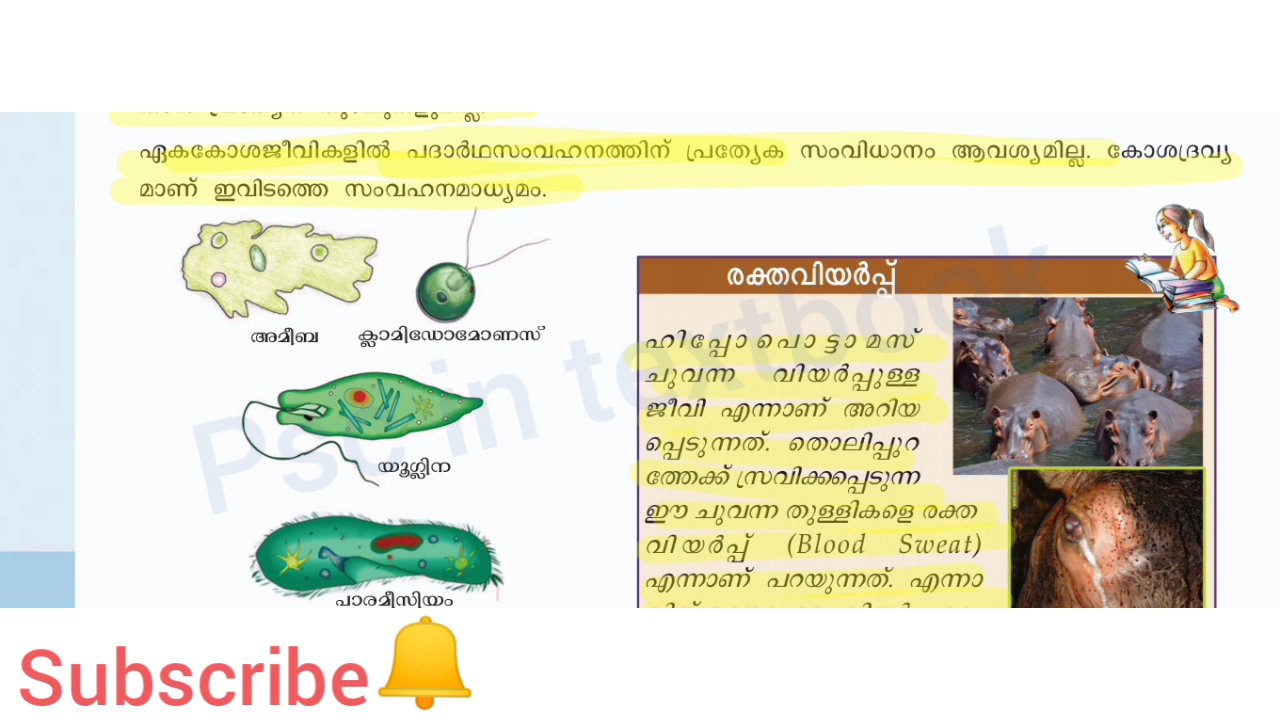 ഏകകോശജീവികളിൽ പദാർഥസംവഹനത്തിന് പ്രത്യേക സംവിധാനം ആവശ്യമില്ല. കോശദ്രവ്യ
മാണ് ഇവിടത്തെ സംവഹനമാധ്യമം.
അമീബ
ക്ലാമിഡോമോണസ്
യൂഗ്ലിന
പാരമീസിയം
രക്തവിയർപ്പ്
ഹിപ്പോപൊട്ടാമസ്
ചുവന്ന വിയർപ്പുള്ള
ജീവി എന്നാണ് അറിയ
പ്പെടുന്നത്. തൊലിപ്പുറ
ത്തേക്ക് സ്രവിക്കപ്പെടുന്ന
ഈ ചുവന്ന തുള്ളികളെ രക്ത
വിയർപ്പ് (Blood Sweat)
എന്നാണ് പറയുന്നത്. എന്നാ
Psc in textbook
Subscribe